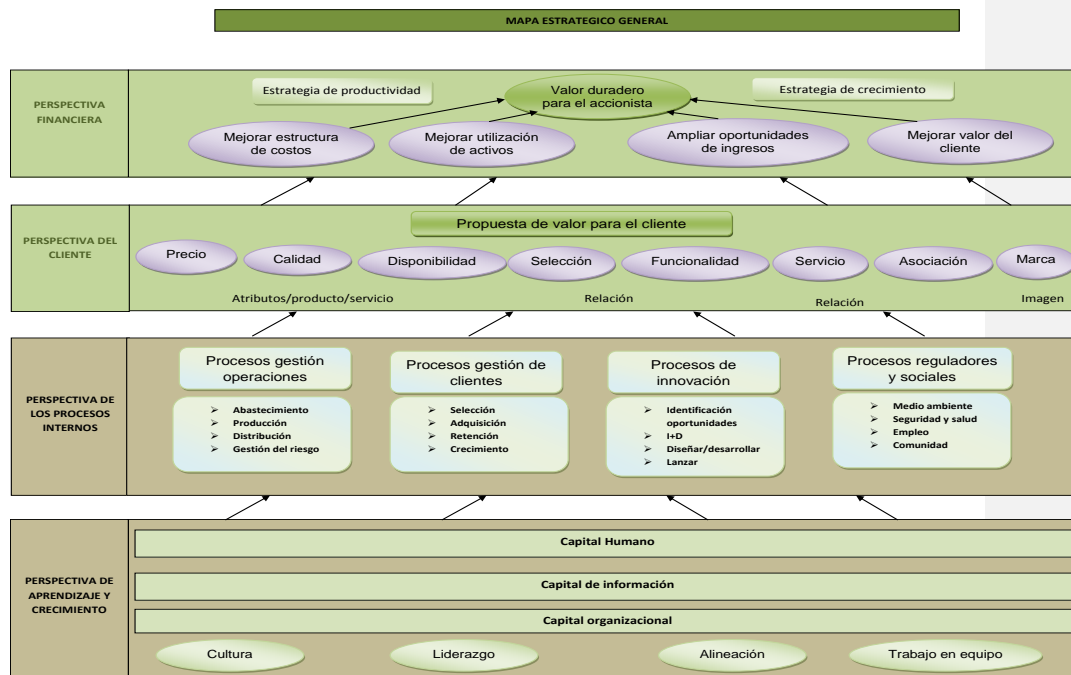 MAPA ESTRATEGICO GENERAL
PERSPECTIVA
FINANCIERA
Estrategia de productividad
Valor duradero
para el accionista
Estrategia de crecimiento
Mejorar estructura
de costos
Mejorar utilización
de activos
Ampliar oportunidades
de ingresos
Mejorar valor del
cliente
PERSPECTIVA DEL
CLIENTE
Propuesta de valor para el cliente
Precio
Calidad
Disponibilidad
Selección
Funcionalidad
Servicio
Asociación
Marca
Atributos/producto/servicio
Relación
Relación
Imagen
PERSPECTIVA DE
LOS PROCESOS
INTERNOS
Procesos gestión
operaciones
Abastecimiento
Producción
Distribución
Gestión del riesgo
Procesos gestión de
clientes
Selección
Adquisición
Retención
Crecimiento
Procesos de
innovación
Identificación
oportunidades
I+D
Diseñar/desarrollar
Lanzar
Procesos reguladores
y sociales
Medio ambiente
Seguridad y salud
Empleo
Comunidad
PERSPECTIVA DE
APRENDIZAJE Y
CRECIMIENTO
Capital Humano
Capital de información
Capital organizacional
Cultura
Liderazgo
Alineación
Trabajo en equipo